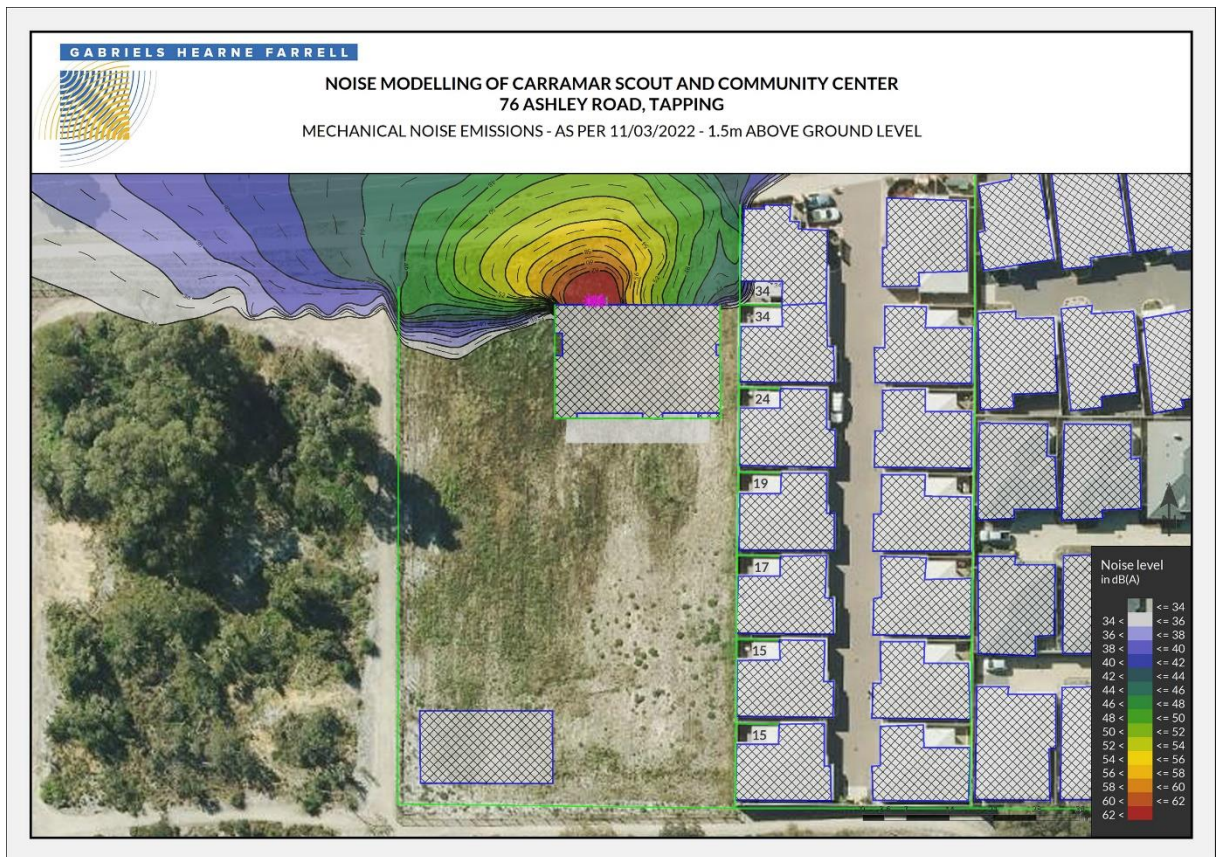 GABRIELS HEARNE FARRELL
NOISE MODELLING OF CARRAMAR SCOUT AND COMMUNITY CENTER
76 ASHLEY ROAD, TAPPING
MECHANICAL NOISE EMISSIONS - AS PER 11/03/2022 - 1.5m ABOVE GROUND LEVEL
34
34
24
19
17
15
15
Noise level
in dB(A)
<= 34
34 < <= 36
36 < <= 38
38 < <= 40
40 < <= 42
42 < <= 44
44 < <= 46
46 < <= 48
48 < <= 50
50 < <= 52
52 < <= 54
54 < <= 56
56 < <= 58
58 < <= 60
60 < <= 62
62 <